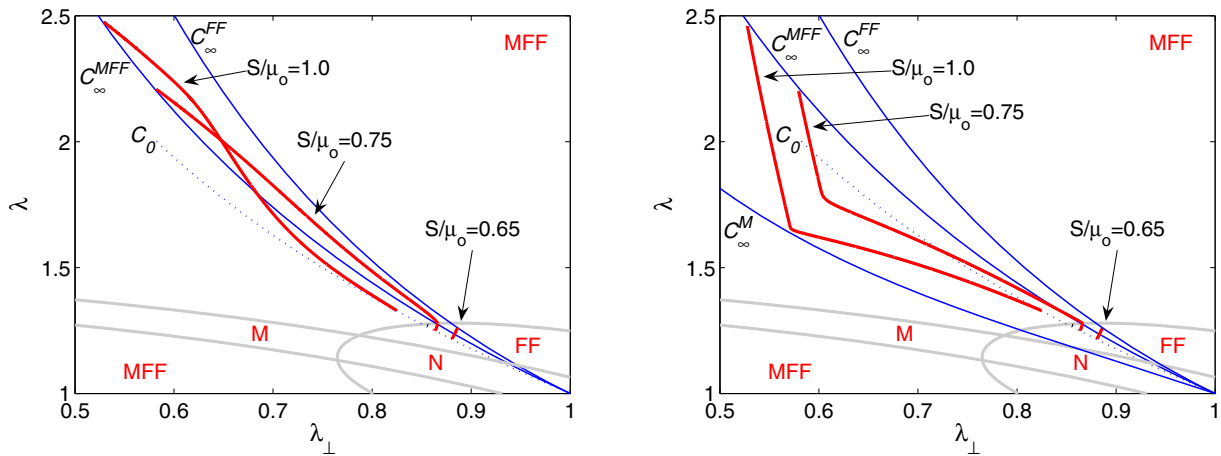 2.5
2
1.5
1
0.5
0.6
0.7
0.8
0.9
1
λ
λ⊥
C∞^FF
C∞^MFF
C0
S/μo=1.0
S/μo=0.75
S/μo=0.65
MFF
M
N
FF
MFF
2.5
2
1.5
1
0.5
0.6
0.7
0.8
0.9
1
λ
λ⊥
C∞^MFF
C∞^FF
C0
C∞^M
S/μo=1.0
S/μo=0.75
S/μo=0.65
MFF
M
N
FF
MFF